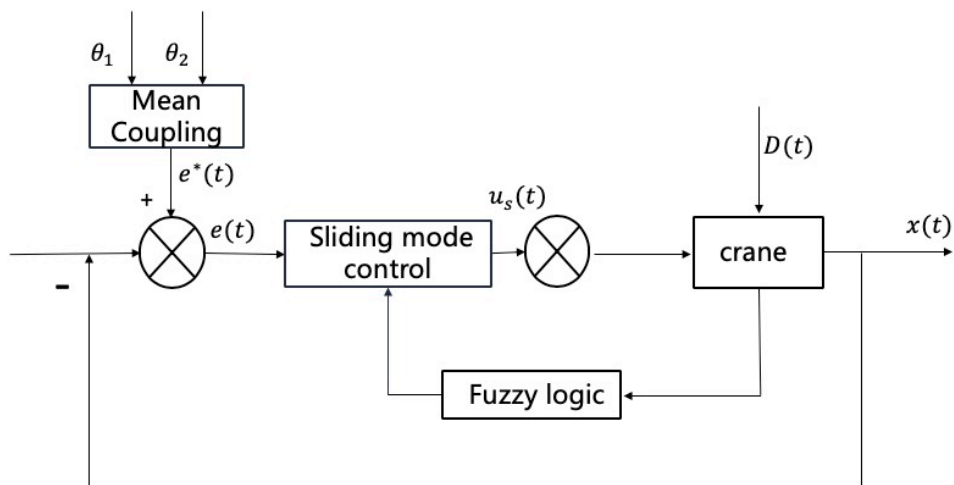 θ₁ θ₂
Mean
Coupling
e*(t)
D(t)
+
e(t)
uₛ(t)
x(t)
Sliding mode
control
crane
-
Fuzzy logic